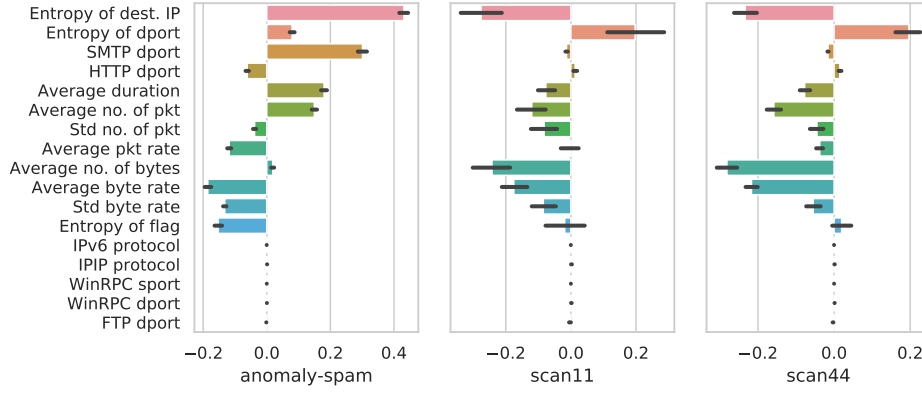 Entropy of dest. IP
Entropy of dport
SMTP dport
HTTP dport
Average duration
Average no. of pkt
Std no. of pkt
Average pkt rate
Average no. of bytes
Average byte rate
Std byte rate
Entropy of flag
IPv6 protocol
IPIP protocol
WinRPC sport
WinRPC dport
FTP dport
−0.2 0.0 0.2 0.4
anomaly-spam
−0.2 0.0 0.2
scan11
−0.2 0.0 0.2
scan44